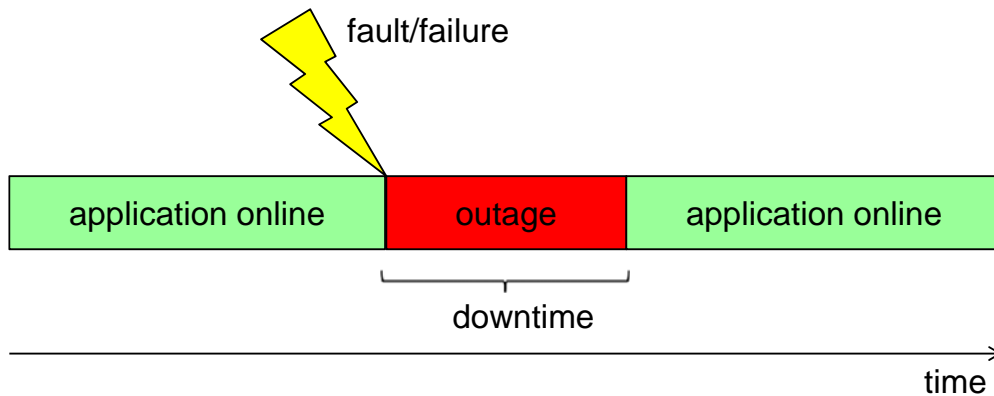 fault/failure
application online
outage
application online
downtime
time